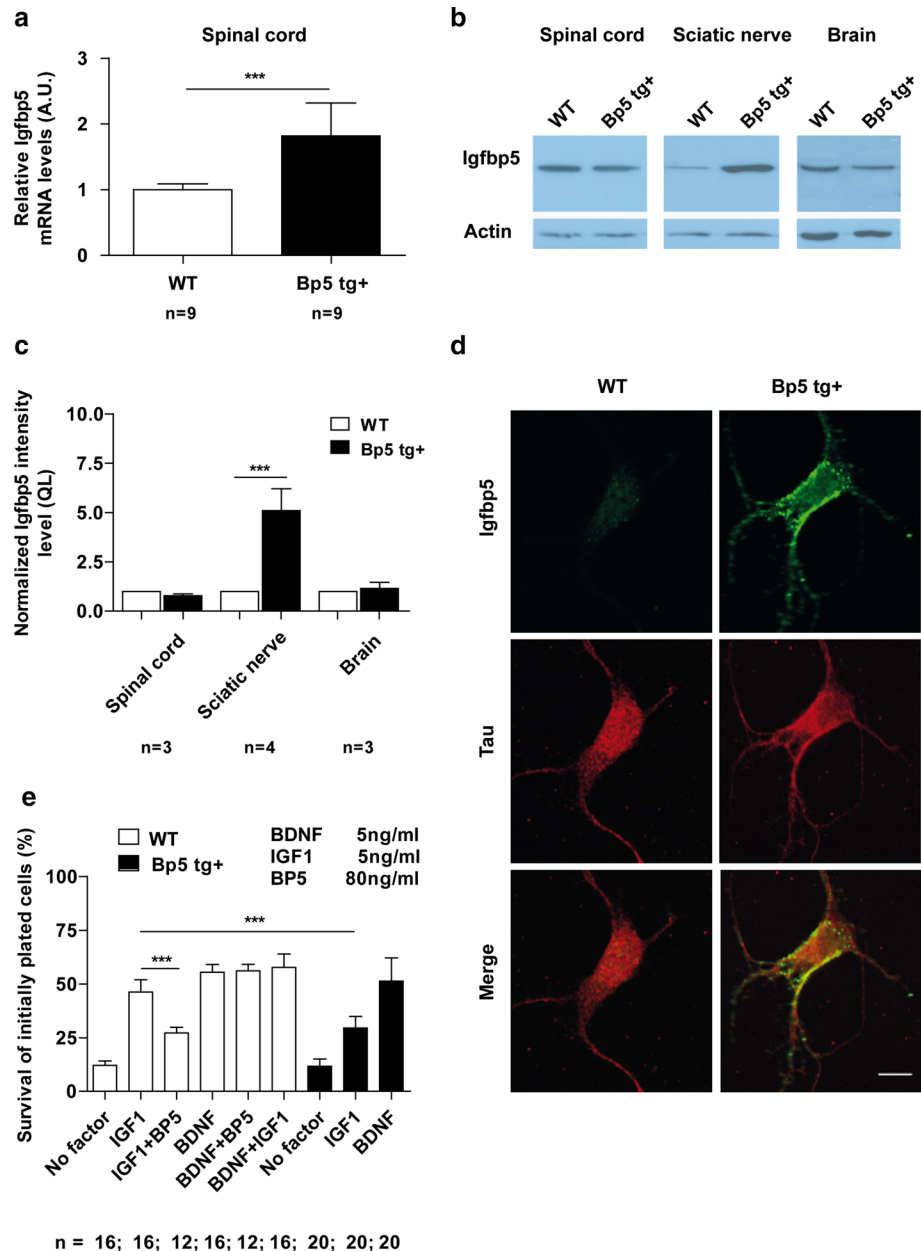 a
Spinal cord
Relative Igfbp5
mRNA levels (A.U.)
3
2
1
0
***
WT
Bp5 tg+
n=9
n=9
b
Spinal cord
Sciatic nerve
Brain
WT
Bp5 tg+
WT
Bp5 tg+
WT
Bp5 tg+
Igfbp5
Actin
c
Normalized Igfbp5 intensity
level (QL)
10.0
7.5
5.0
2.5
0.0
WT
Bp5 tg+
***
Spinal cord
Sciatic nerve
Brain
n=3
n=4
n=3
d
WT
Bp5 tg+
Igfbp5
Tau
Merge
e
WT
Bp5 tg+
BDNF 5ng/ml
IGF1 5ng/ml
BP5 80ng/ml
Survival of initially plated cells (%)
100
75
50
25
0
***
***
No factor
IGF1
IGF1+BP5
BDNF
BDNF+BP5
BDNF+IGF1
No factor
IGF1
BDNF
n = 16; 16; 12; 16; 12; 16; 20; 20; 20